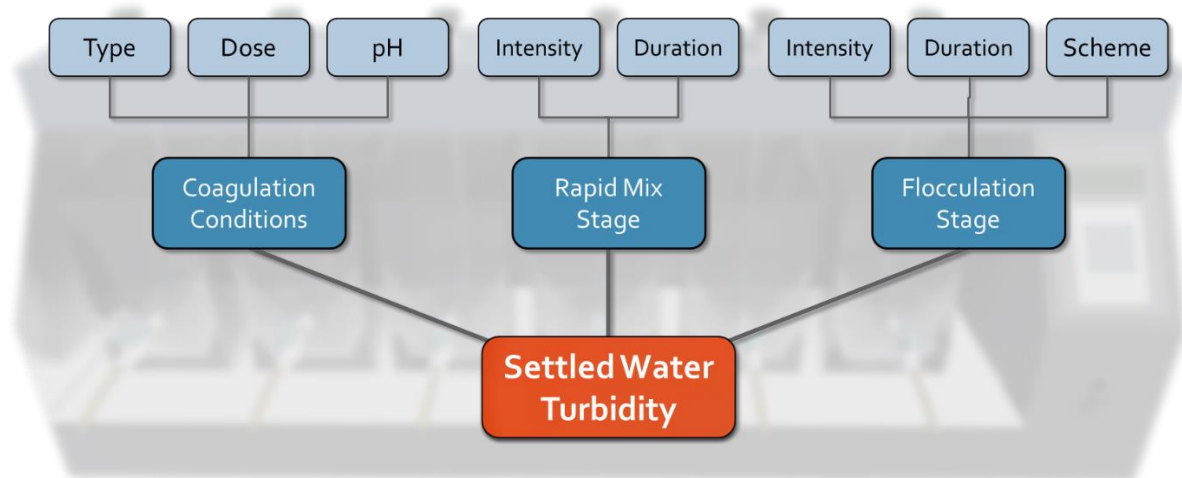 Type
Dose
pH
Intensity
Duration
Intensity
Duration
Scheme
Coagulation
Conditions
Rapid Mix
Stage
Flocculation
Stage
Settled Water
Turbidity